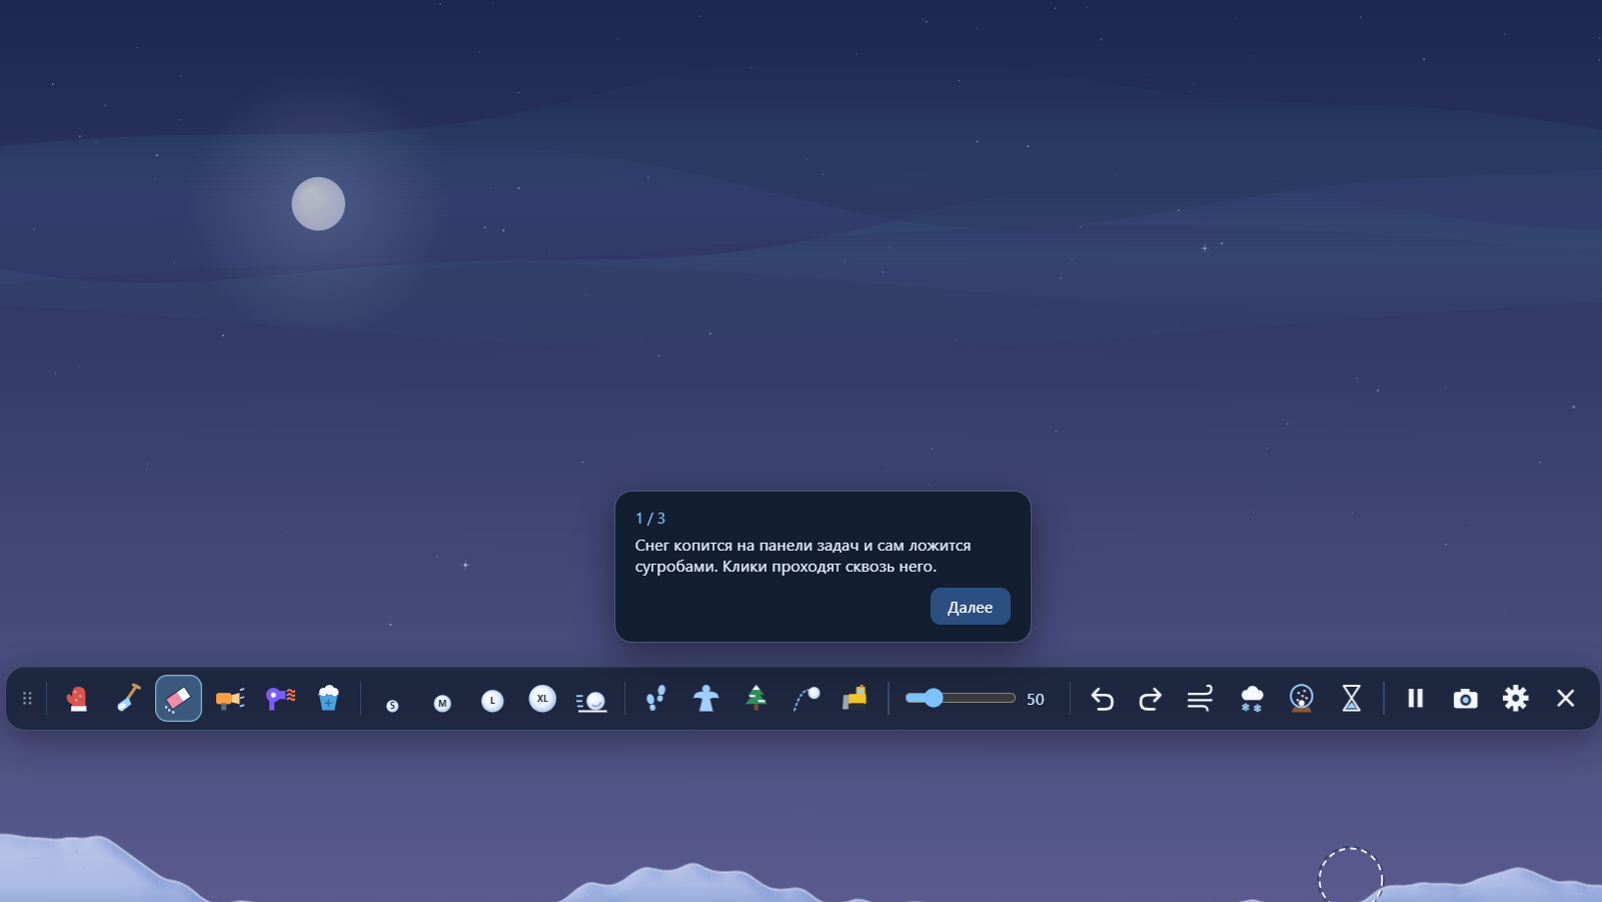 1 / 3
Снег копится на панели задач и сам ложится
сугробами. Клики проходят сквозь него.
Далее
S
M
L
XL
50